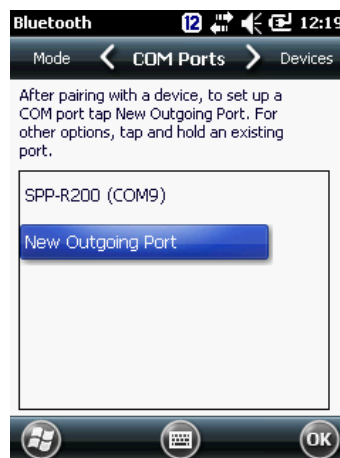 Bluetooth 12 12:19
Mode COM Ports Devices
After pairing with a device, to set up a
COM port tap New Outgoing Port. For
other options, tap and hold an existing
port.
SPP-R200 (COM9)
New Outgoing Port
OK